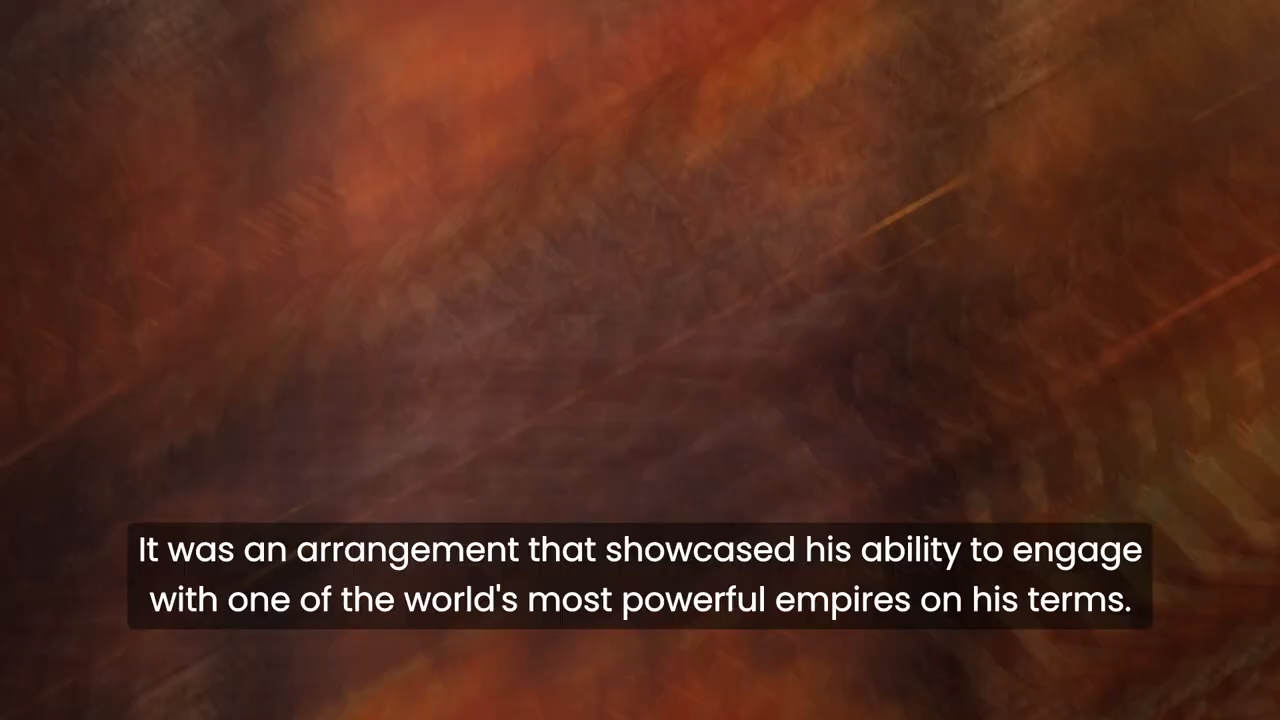 It was an arrangement that showcased his ability to engage
with one of the world's most powerful empires on his terms.